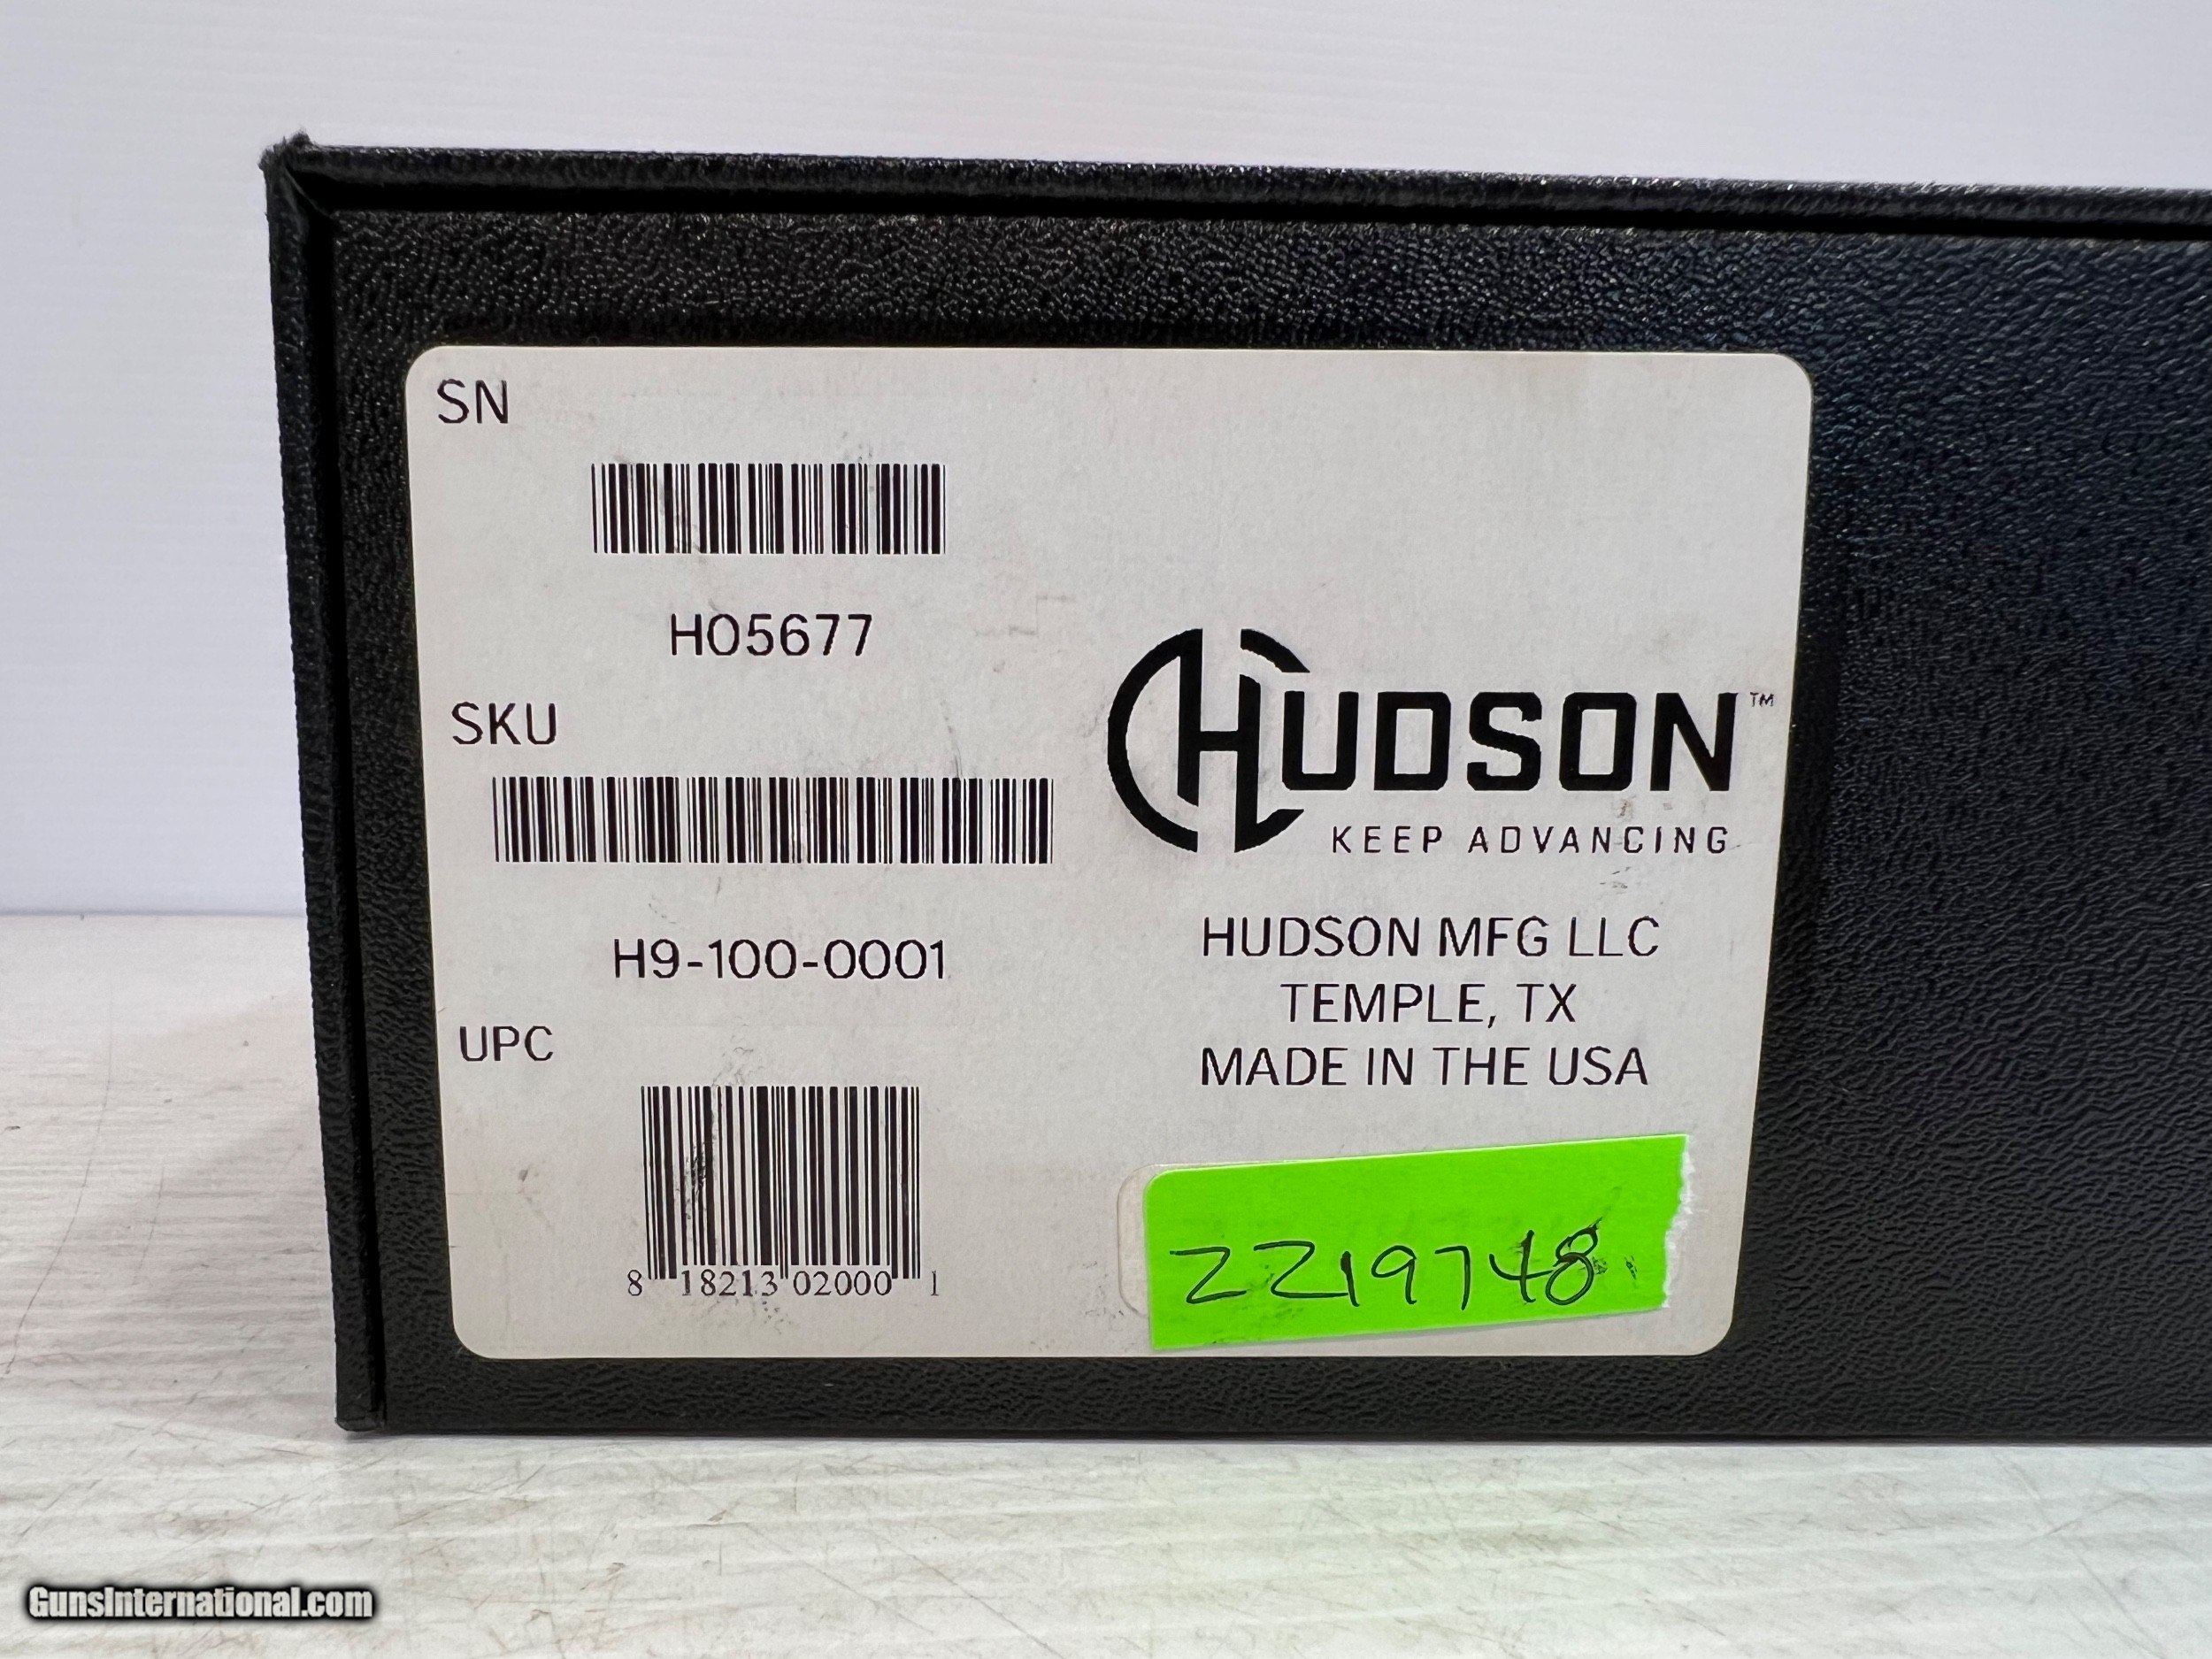 SN
H05677
SKU
H9-100-0001
UPC
8 18213 02000 1
HUDSON™
KEEP ADVANCING
HUDSON MFG LLC
TEMPLE, TX
MADE IN THE USA
2219748
GunsInternational.com